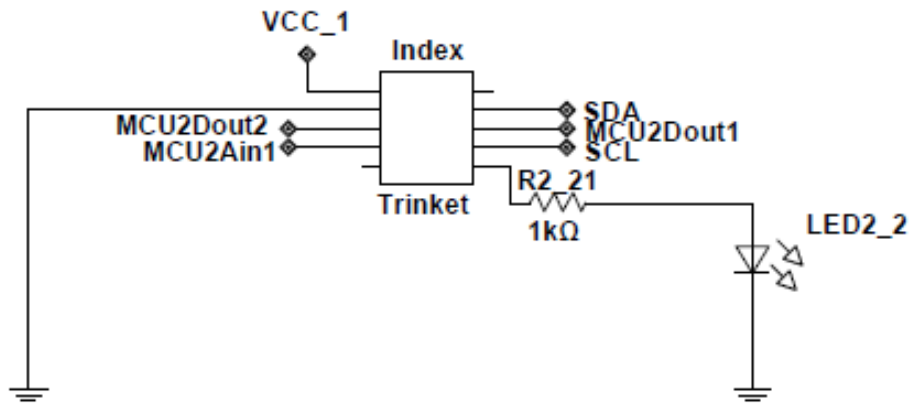 VCC_1
Index
MCU2Dout2
SDA
MCU2Dout1
MCU2Ain1
SCL
Trinket
R2_21
1kΩ
LED2_2